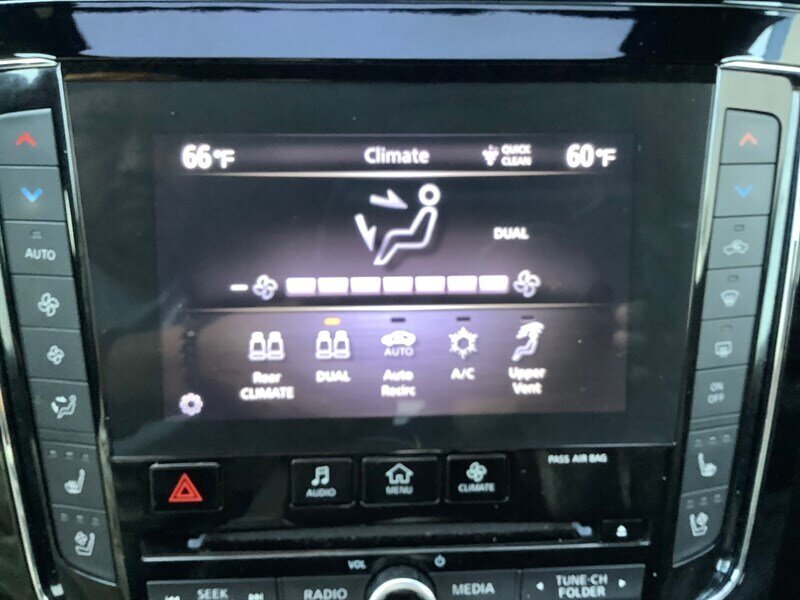 66°F Climate QUICK CLEAN 60°F
DUAL
AUTO
Rear CLIMATE
DUAL
AUTO
Auto Recirc
A/C
Upper Vent
ON
OFF
PASS AIR BAG
AUDIO
MENU
CLIMATE
VOL
SEEK
RADIO
MEDIA
TUNE·CH
FOLDER